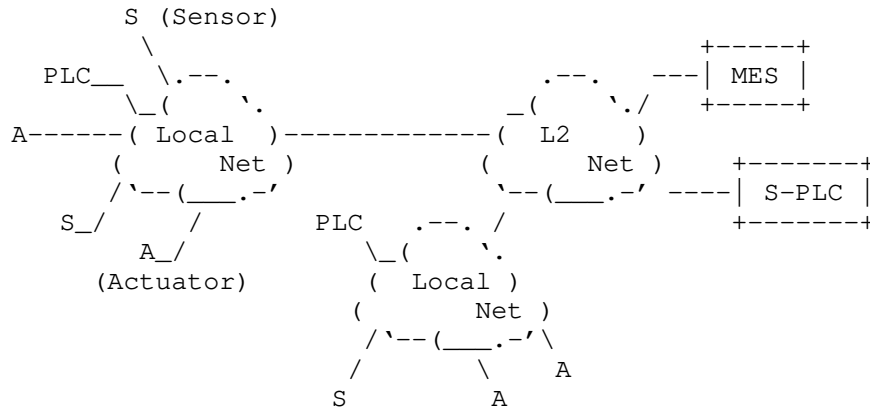 S (Sensor)
PLC MES
A Local L2
Net Net
S-PLC
S PLC
A
(Actuator) Local
Net
A
S A